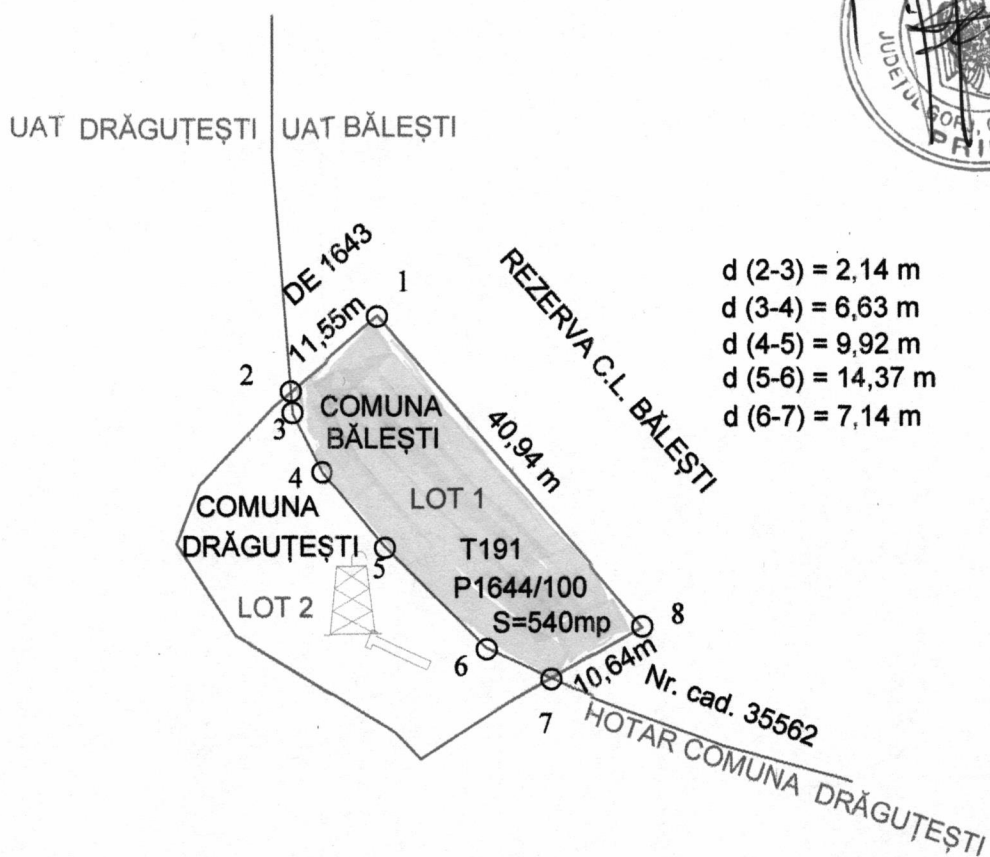 JUDEȚUL GORJ,
UAT DRĂGUȚEȘTI
UAT BĂLEȘTI
DE 1643
11,55m
1
REZERVA C.L. BĂLEȘTI
d (2-3) = 2,14 m
d (3-4) = 6,63 m
d (4-5) = 9,92 m
d (5-6) = 14,37 m
d (6-7) = 7,14 m
2
3
COMUNA
BĂLEȘTI
40,94 m
4
LOT 1
COMUNA
DRĂGUȚEȘTI
5
T191
P1644/100
S=540mp
LOT 2
6
8
10,64m
Nr. cad. 35562
7
HOTAR COMUNA DRĂGUȚEȘTI